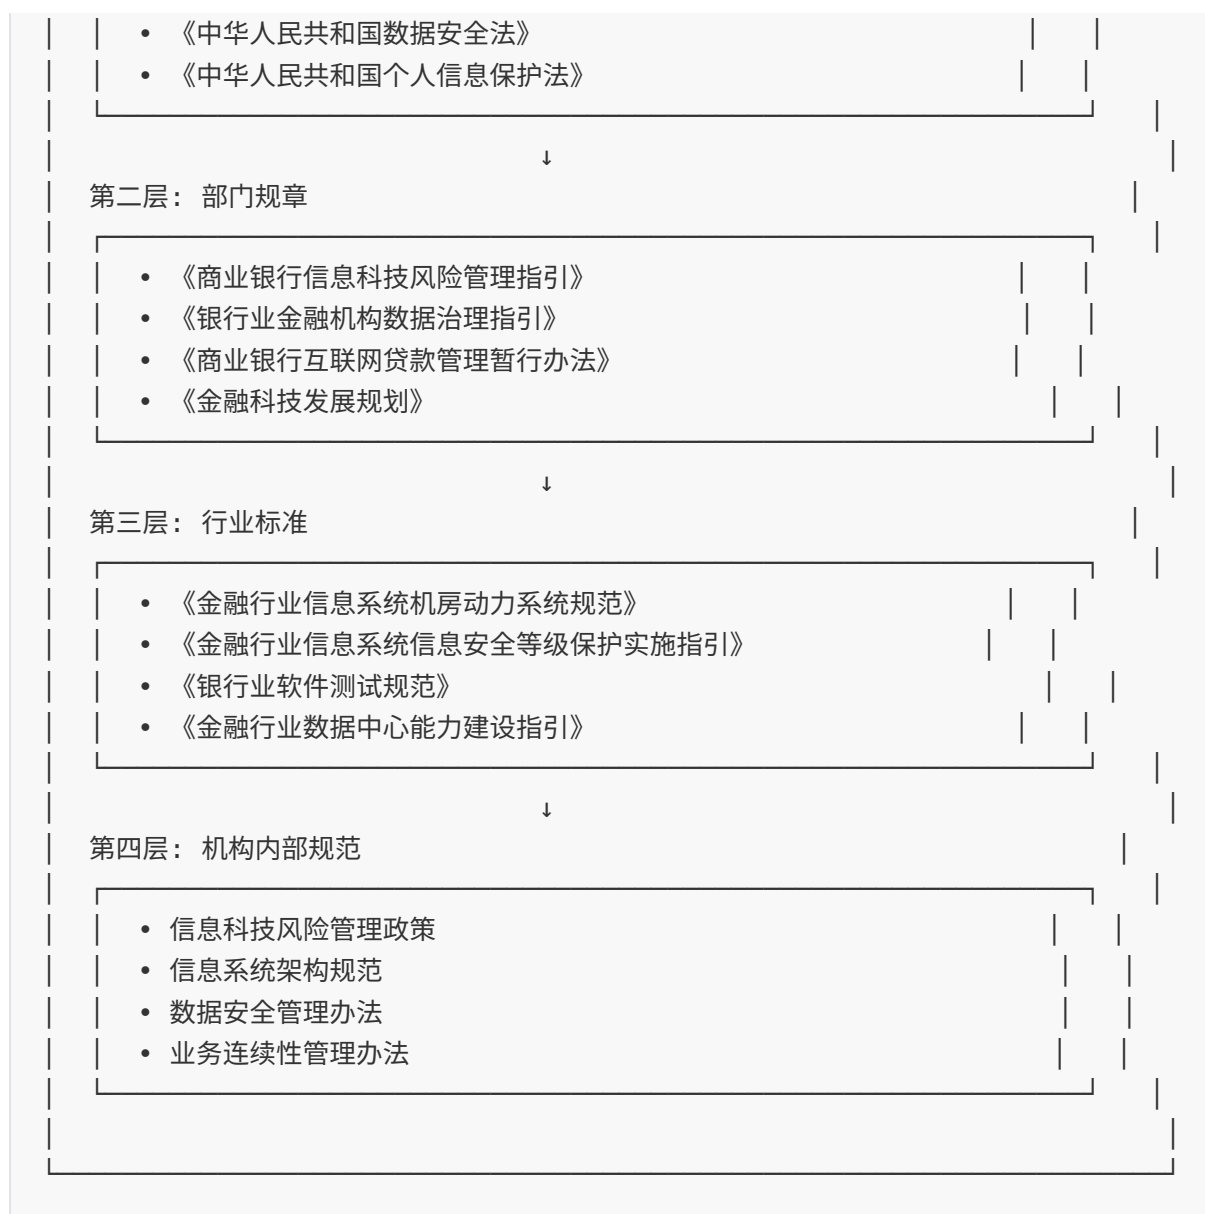 • 《中华人民共和国数据安全法》
• 《中华人民共和国个人信息保护法》
↓
第二层: 部门规章
• 《商业银行信息科技风险管理指引》
• 《银行业金融机构数据治理指引》
• 《商业银行互联网贷款管理暂行办法》
• 《金融科技发展规划》
↓
第三层: 行业标准
• 《金融行业信息系统机房动力系统规范》
• 《金融行业信息系统信息安全等级保护实施指引》
• 《银行业软件测试规范》
• 《金融行业数据中心能力建设指引》
↓
第四层: 机构内部规范
• 信息科技风险管理政策
• 信息系统架构规范
• 数据安全管理办法
• 业务连续性管理办法